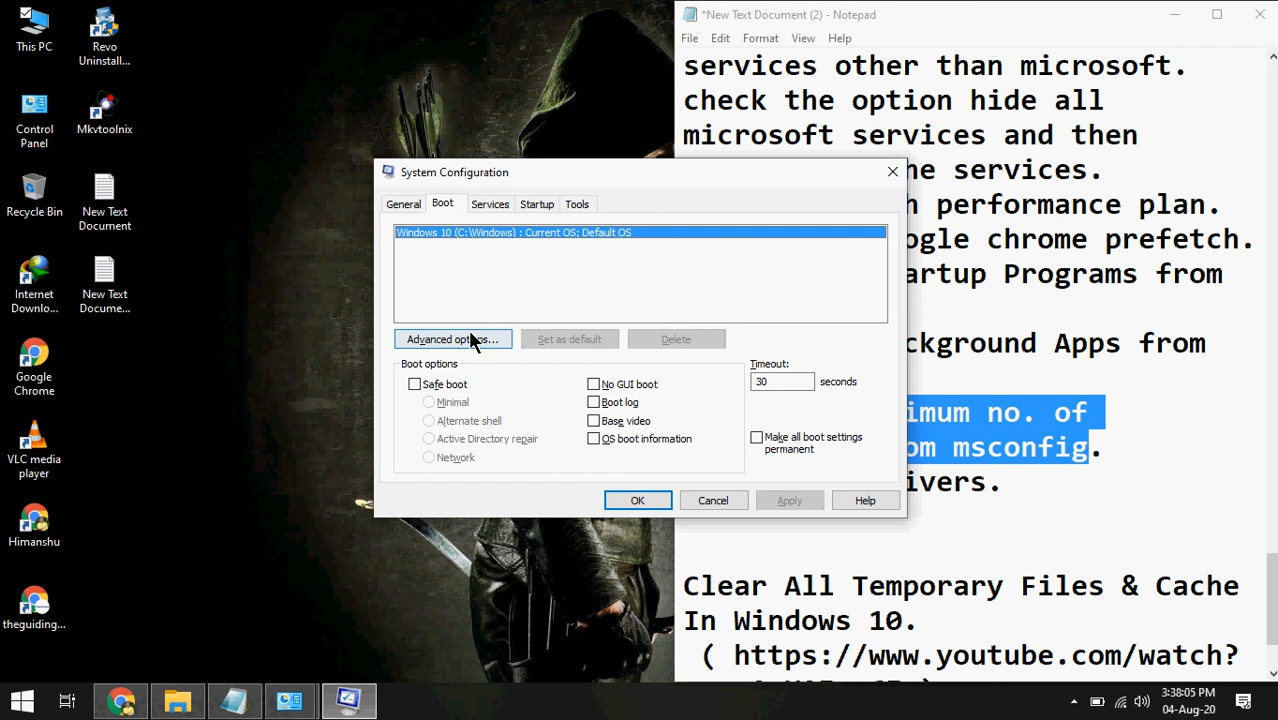 This PC
Revo
Uninstall...
Control
Panel
Mkvtoolnix
Recycle Bin
New Text
Document
Internet
Downlo...
New Text
Docume...
Google
Chrome
VLC media
player
Himanshu
theguiding...
*New Text Document (2) - Notepad
File Edit Format View Help
services other than microsoft.
check the option hide all
microsoft services and then
ne services.
h performance plan.
ogle chrome prefetch.
artup Programs from
ckground Apps from
imum no. of
om msconfig.
ivers.
Clear All Temporary Files & Cache
In Windows 10.
( https://www.youtube.com/watch?
System Configuration
General Boot Services Startup Tools
Windows 10 (C:\Windows) : Current OS; Default OS
Advanced options... Set as default Delete
Boot options
Safe boot
Minimal
Alternate shell
Active Directory repair
Network
No GUI boot
Boot log
Base video
OS boot information
Timeout:
30 seconds
Make all boot settings
permanent
OK Cancel Apply Help
3:38:05 PM
04-Aug-20